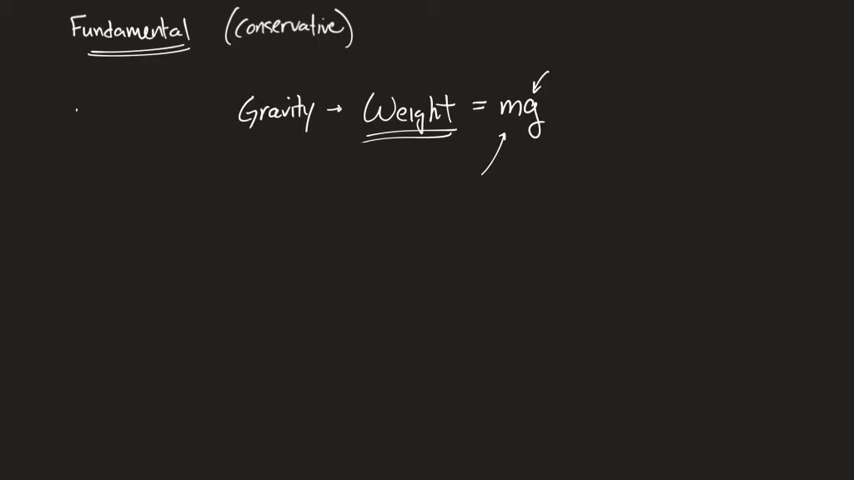 Fundamental (Conservative)
Gravity → Weight = mg